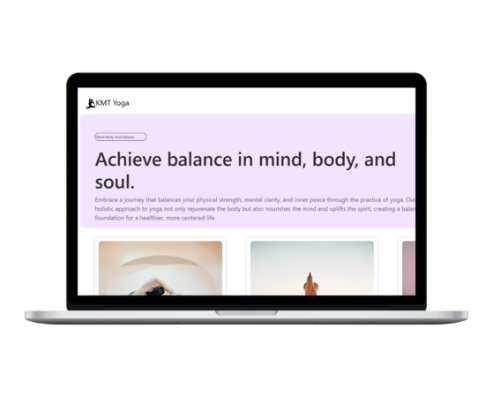 KMT Yoga
Mind Body Soul Balance
Achieve balance in mind, body, and
soul.
Embrace a journey that balances your physical strength, mental clarity, and inner peace through the practice of yoga. Our
holistic approach to yoga not only rejuvenate the body but also nourishes the mind and uplifts the spirit, creating a
foundation for a healthier, more centered life.